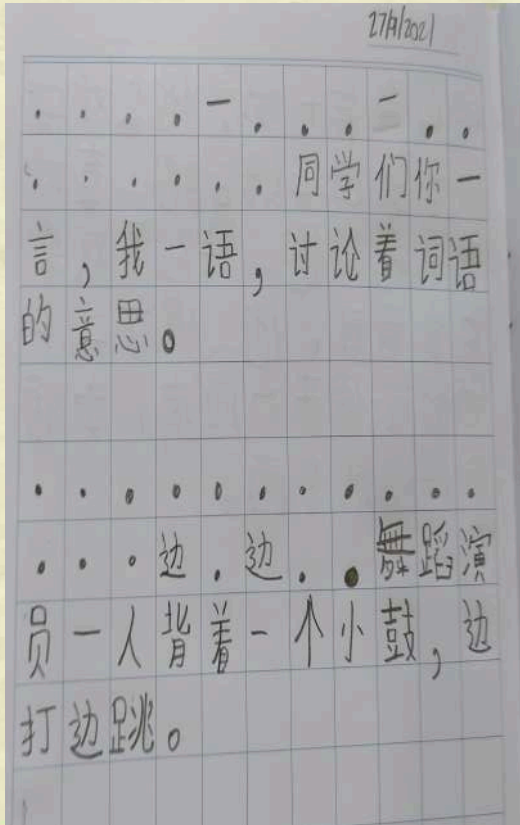 27/9/2021
. . . . 一 . . . 一 . .
. . . . . . 同学们你一
言，我一语，讨论着词语
的意思。
. . . . . . . . . . .
. . . 边 . 边 . . 舞蹈演
员一人背着一个小鼓，边
打边跳。